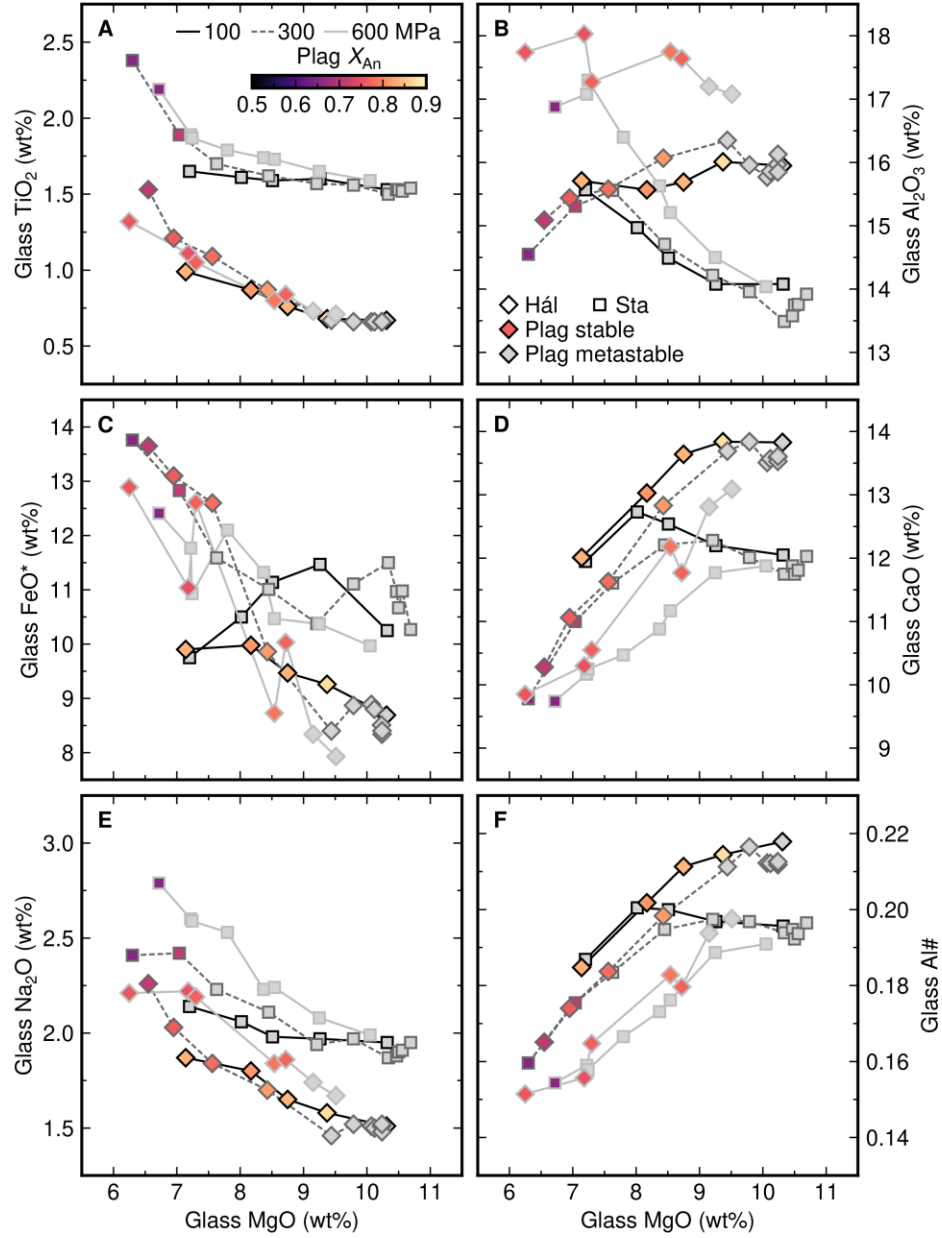 A
100 300 600 MPa
Plag X_An
0.5 0.6 0.7 0.8 0.9
2.5
2.0
1.5
1.0
0.5
Glass TiO₂ (wt%)
B
18
17
16
15
14
13
Glass Al₂O₃ (wt%)
Hál Sta
Plag stable
Plag metastable
C
14
13
12
11
10
9
8
Glass FeO* (wt%)
D
14
13
12
11
10
9
Glass CaO (wt%)
E
3.0
2.5
2.0
1.5
Glass Na₂O (wt%)
6 7 8 9 10 11
Glass MgO (wt%)
F
0.22
0.20
0.18
0.16
0.14
Glass Al#
6 7 8 9 10 11
Glass MgO (wt%)